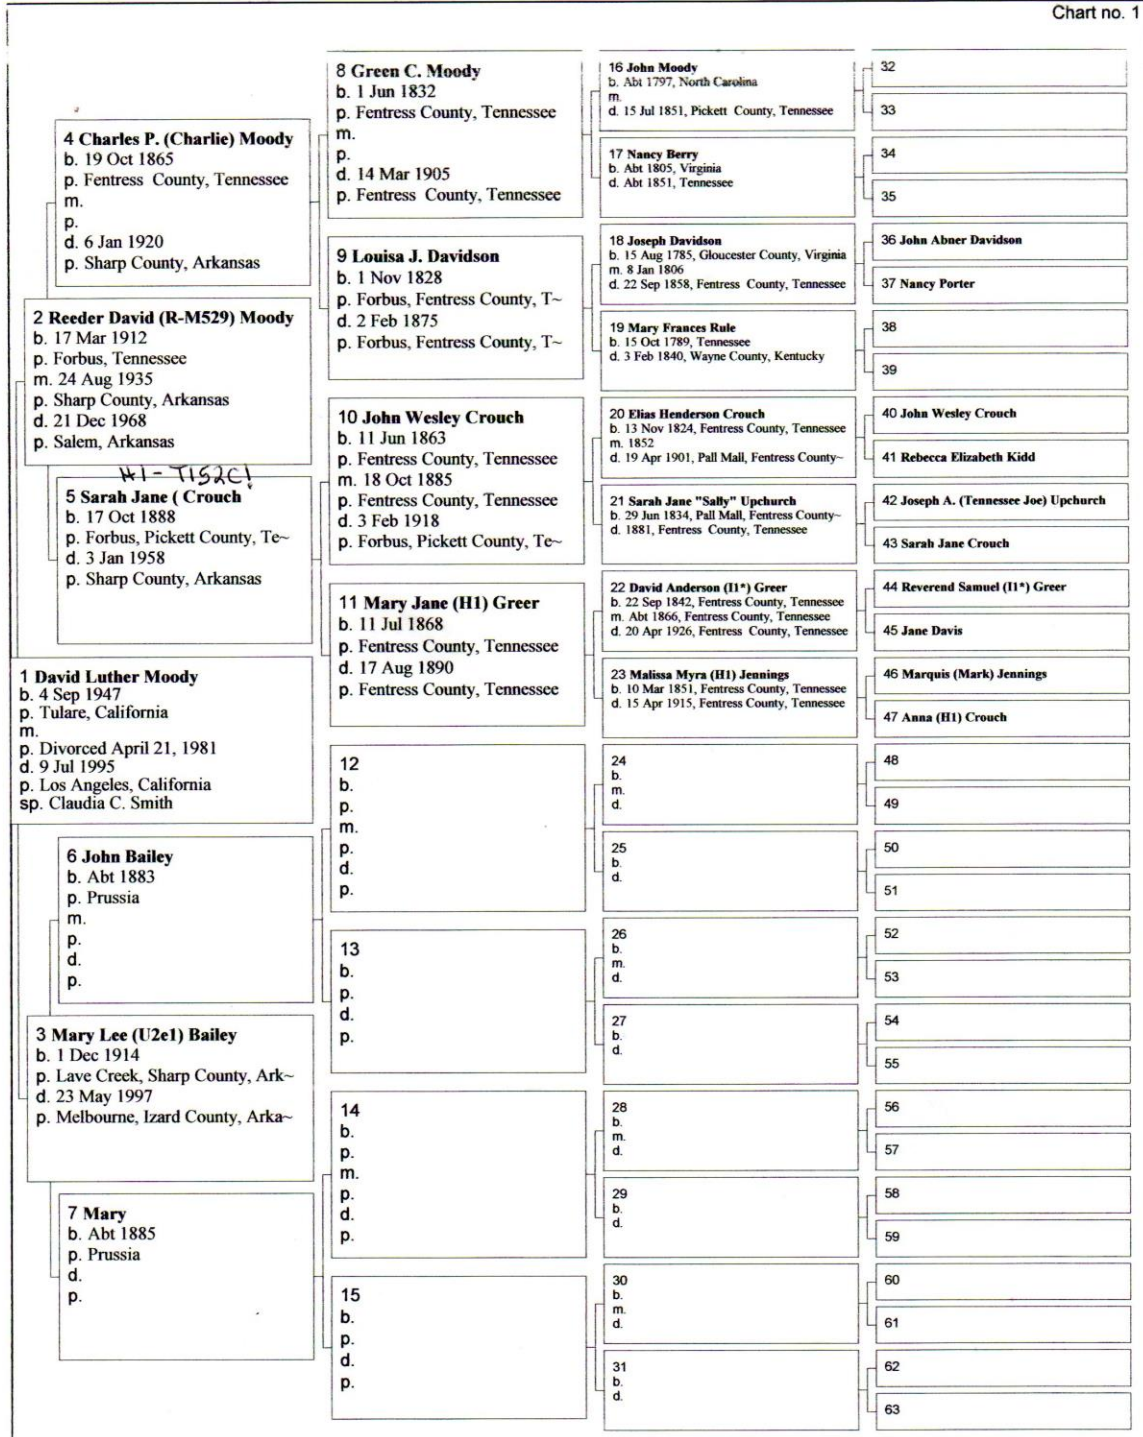 Chart no. 1
1 David Luther Moody
b. 4 Sep 1947
p. Tulare, California
m.
p. Divorced April 21, 1981
d. 9 Jul 1995
p. Los Angeles, California
sp. Claudia C. Smith
2 Reeder David (R-M529) Moody
b. 17 Mar 1912
p. Forbus, Tennessee
m. 24 Aug 1935
p. Sharp County, Arkansas
d. 21 Dec 1968
p. Salem, Arkansas
3 Mary Lee (U2e1) Bailey
b. 1 Dec 1914
p. Lave Creek, Sharp County, Ark~
d. 23 May 1997
p. Melbourne, Izard County, Arka~
4 Charles P. (Charlie) Moody
b. 19 Oct 1865
p. Fentress County, Tennessee
m.
p.
d. 6 Jan 1920
p. Sharp County, Arkansas
H1-T152C!
5 Sarah Jane ( Crouch
b. 17 Oct 1888
p. Forbus, Pickett County, Te~
d. 3 Jan 1958
p. Sharp County, Arkansas
6 John Bailey
b. Abt 1883
p. Prussia
m.
p.
d.
p.
7 Mary
b. Abt 1885
p. Prussia
d.
p.
8 Green C. Moody
b. 1 Jun 1832
p. Fentress County, Tennessee
m.
p.
d. 14 Mar 1905
p. Fentress County, Tennessee
9 Louisa J. Davidson
b. 1 Nov 1828
p. Forbus, Fentress County, T~
d. 2 Feb 1875
p. Forbus, Fentress County, T~
10 John Wesley Crouch
b. 11 Jun 1863
p. Fentress County, Tennessee
m. 18 Oct 1885
p. Fentress County, Tennessee
d. 3 Feb 1918
p. Forbus, Pickett County, Te~
11 Mary Jane (H1) Greer
b. 11 Jul 1868
p. Fentress County, Tennessee
d. 17 Aug 1890
p. Fentress County, Tennessee
12
b.
p.
m.
p.
d.
p.
13
b.
p.
d.
p.
14
b.
p.
m.
p.
d.
p.
15
b.
p.
d.
p.
16 John Moody
b. Abt 1797, North Carolina
m.
d. 15 Jul 1851, Pickett County, Tennessee
17 Nancy Berry
b. Abt 1805, Virginia
d. Abt 1851, Tennessee
18 Joseph Davidson
b. 15 Aug 1785, Gloucester County, Virginia
m. 8 Jan 1806
d. 22 Sep 1858, Fentress County, Tennessee
19 Mary Frances Rule
b. 15 Oct 1789, Tennessee
d. 3 Feb 1840, Wayne County, Kentucky
20 Elias Henderson Crouch
b. 13 Nov 1824, Fentress County, Tennessee
m. 1852
d. 19 Apr 1901, Pall Mall, Fentress County~
21 Sarah Jane "Sally" Upchurch
b. 29 Jun 1834, Pall Mall, Fentress County~
d. 1881, Fentress County, Tennessee
22 David Anderson (I1*) Greer
b. 22 Sep 1842, Fentress County, Tennessee
m. Abt 1866, Fentress County, Tennessee
d. 20 Apr 1926, Fentress County, Tennessee
23 Malissa Myra (H1) Jennings
b. 10 Mar 1851, Fentress County, Tennessee
d. 15 Apr 1915, Fentress County, Tennessee
24
b.
m.
d.
25
b.
d.
26
b.
m.
d.
27
b.
d.
28
b.
m.
d.
29
b.
d.
30
b.
m.
d.
31
b.
d.
32
33
34
35
36 John Abner Davidson
37 Nancy Porter
38
39
40 John Wesley Crouch
41 Rebecca Elizabeth Kidd
42 Joseph A. (Tennessee Joe) Upchurch
43 Sarah Jane Crouch
44 Reverend Samuel (I1*) Greer
45 Jane Davis
46 Marquis (Mark) Jennings
47 Anna (H1) Crouch
48
49
50
51
52
53
54
55
56
57
58
59
60
61
62
63